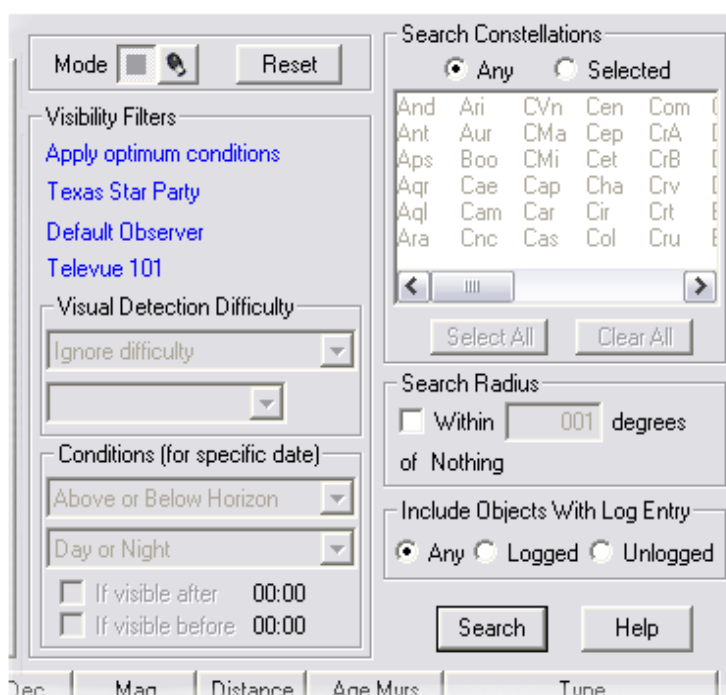 Mode
Reset
Visibility Filters
Apply optimum conditions
Texas Star Party
Default Observer
Televue 101
Visual Detection Difficulty
Ignore difficulty
Conditions (for specific date)
Above or Below Horizon
Day or Night
If visible after 00:00
If visible before 00:00
Search Constellations
Any Selected
And Ari CVn Cen Com
Ant Aur CMa Cep CrA
Aps Boo CMi Cet CrB
Aqr Cae Cap Cha Crv
Aql Cam Car Cir Crt
Ara Cnc Cas Col Cru
Select All Clear All
Search Radius
Within 001 degrees
of Nothing
Include Objects With Log Entry
Any Logged Unlogged
Search Help
Dec Mag Distance Age Myrs Type